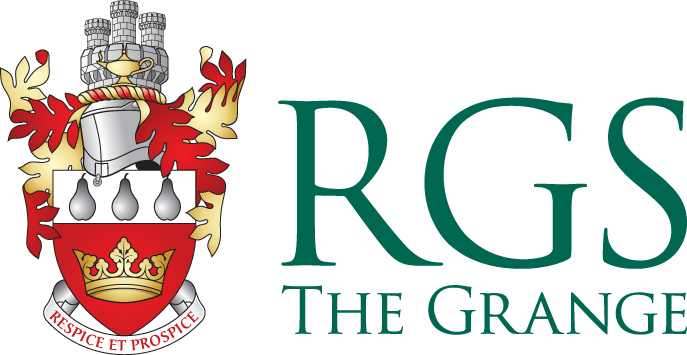 RGS
THE GRANGE
RESPICE ET PROSPICE